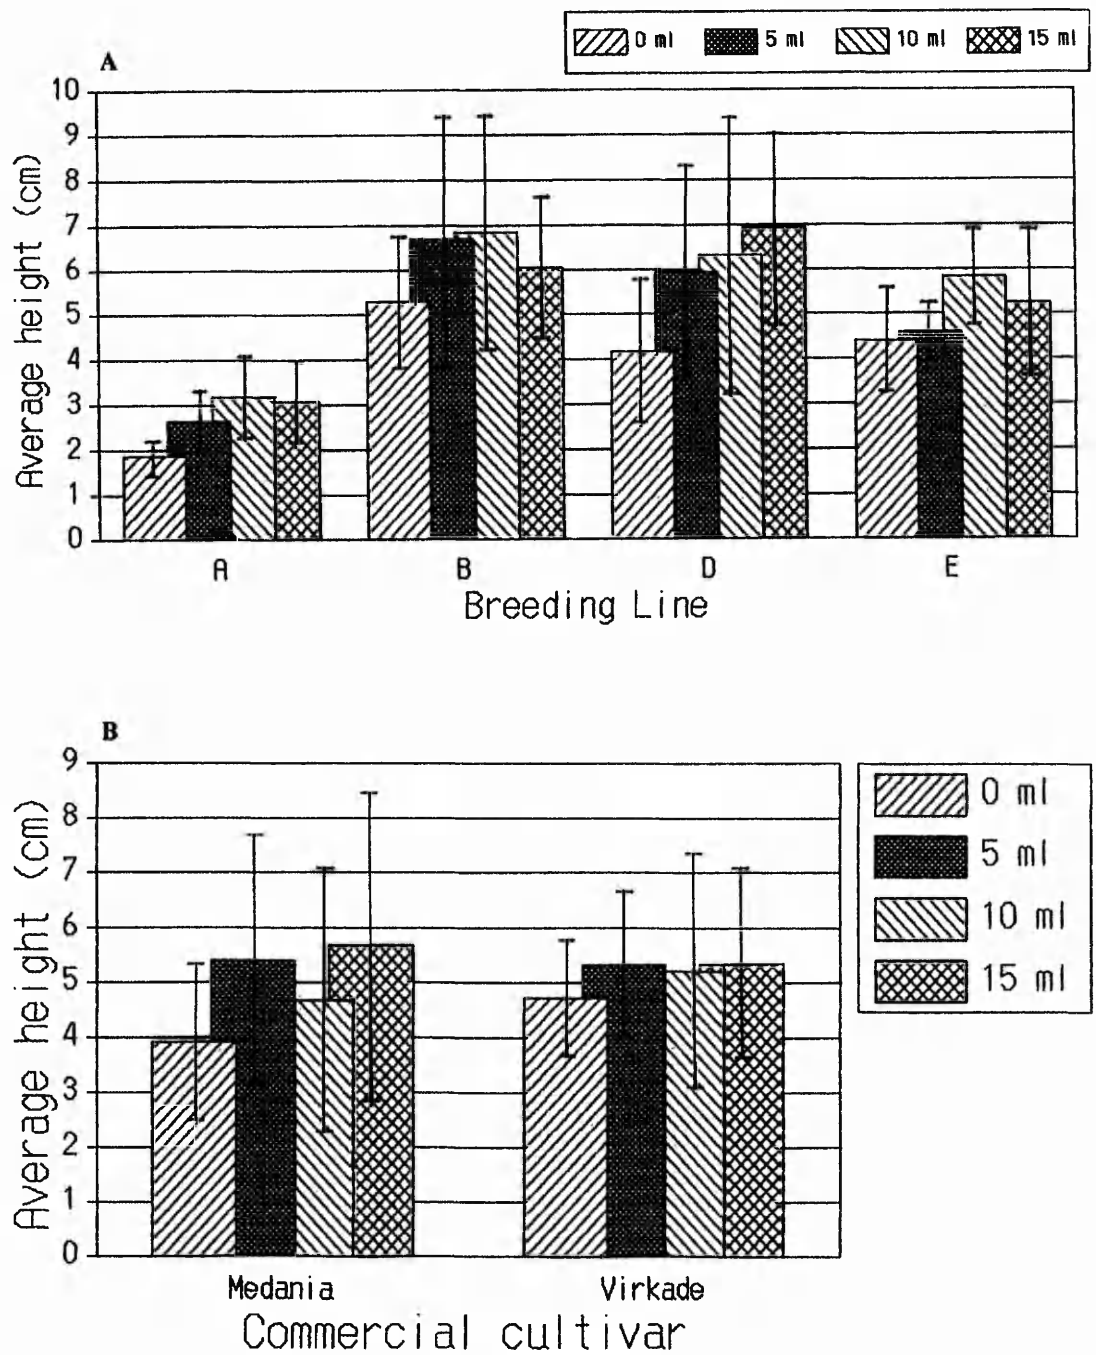 0 ml 5 ml 10 ml 15 ml
A
10
9
8
7
6
5
4
3
2
1
0
Average height (cm)
A B D E
Breeding Line
B
9
8
7
6
5
4
3
2
1
0
Average height (cm)
0 ml
5 ml
10 ml
15 ml
Medania Virkade
Commercial cultivar